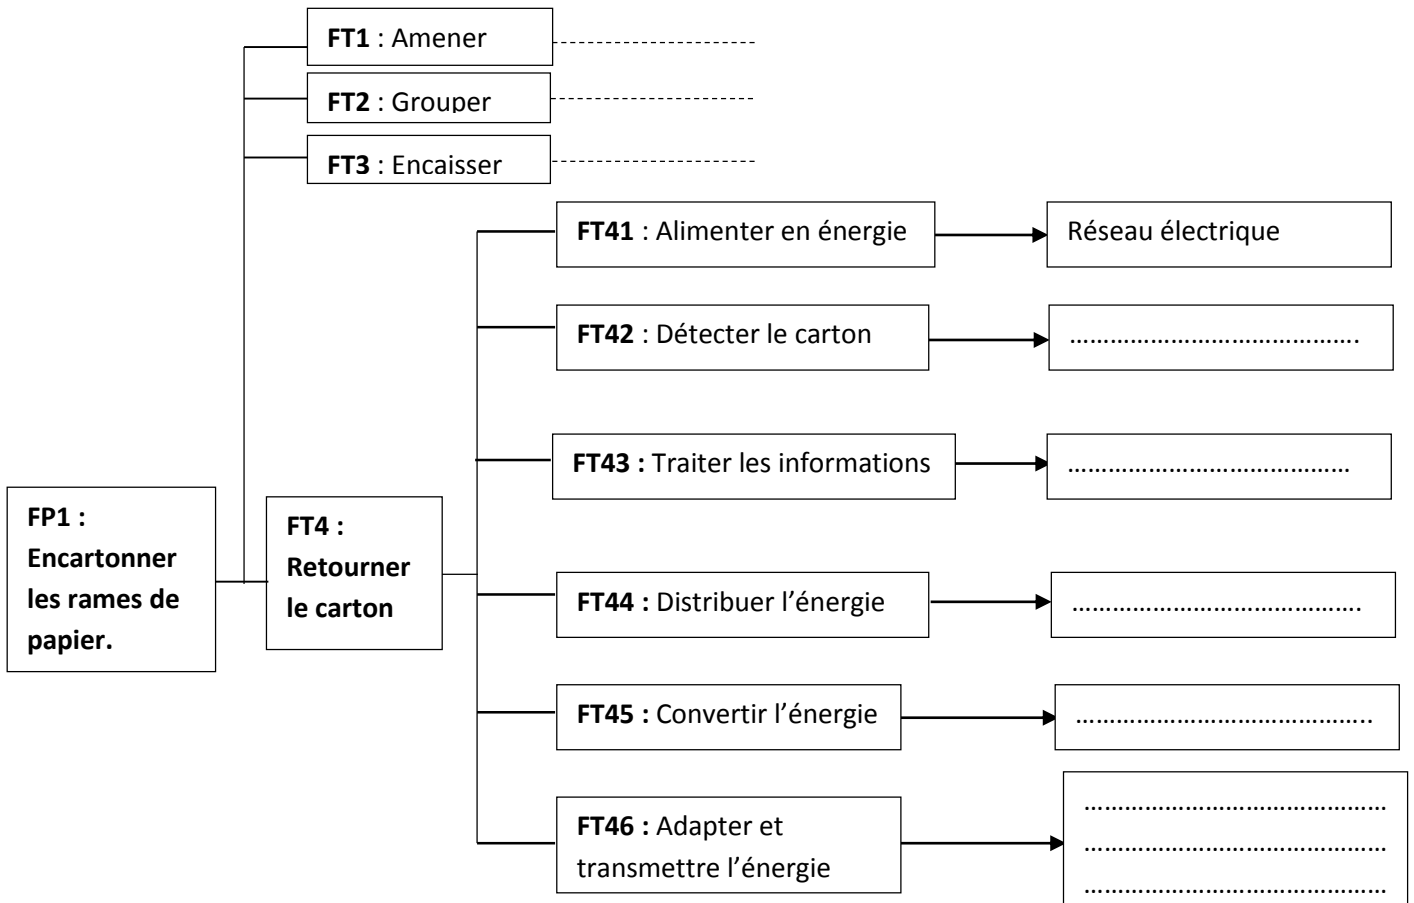 FT1 : Amener
FT2 : Grouper
FT3 : Encaisser
FT41 : Alimenter en énergie
Réseau électrique
FT42 : Détecter le carton
…………………………………….
FT43 : Traiter les informations
……………………………………
FP1 :
Encartonner
les rames de
papier.
FT4 :
Retourner
le carton
FT44 : Distribuer l’énergie
…………………………………….
FT45 : Convertir l’énergie
……………………………………..
FT46 : Adapter et
transmettre l’énergie
………………………………………
………………………………………
………………………………………